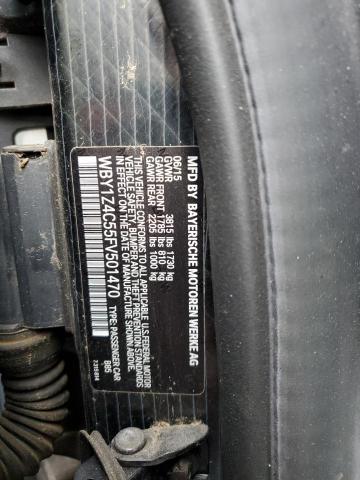 MFD BY BAYERISCHE MOTOREN WERKE AG
06/15
GVWR 3815 lbs 1730 kg
GAWR FRONT 1785 lbs 810 kg
GAWR REAR 2205 lbs 1000 kg
THIS VEHICLE CONFORMS TO ALL APPLICABLE U.S. FEDERAL MOTOR
VEHICLE SAFETY, BUMPER AND THEFT PREVENTION STANDARDS
IN EFFECT ON THE DATE OF MANUFACTURE SHOWN ABOVE.
WBY1Z4C55FV501470 TYPE: PASSENGER CAR
B85